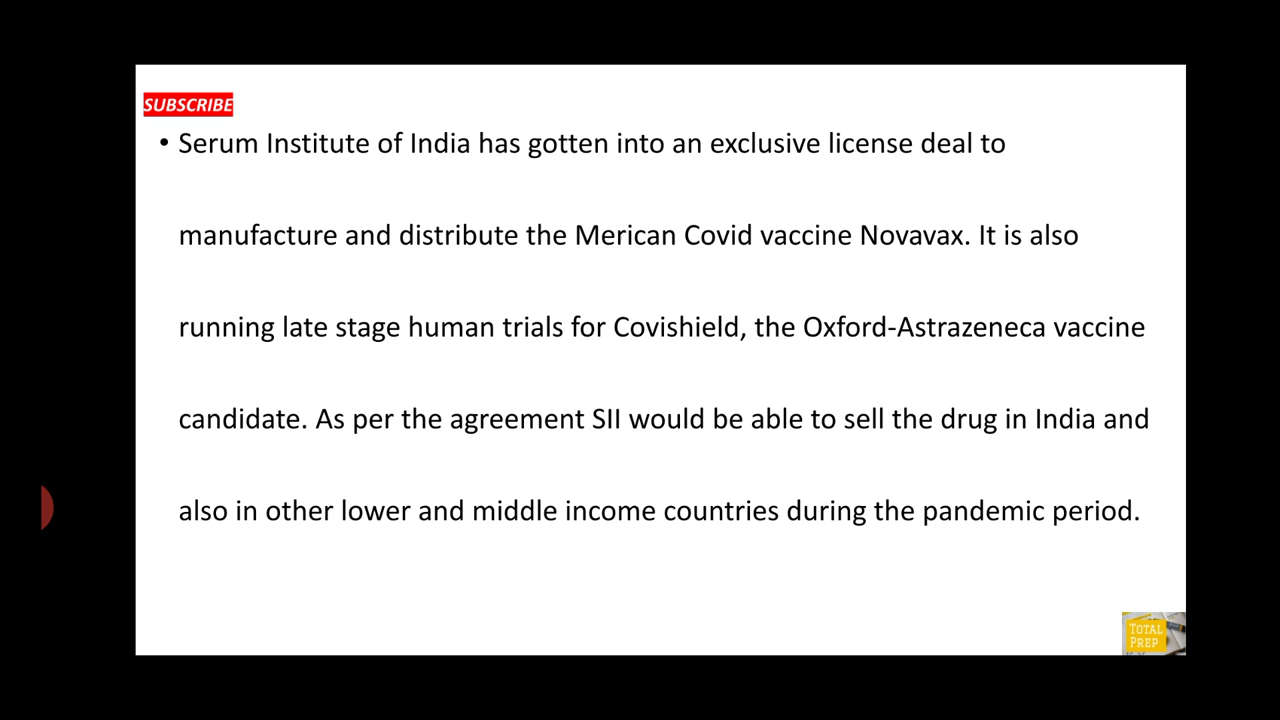 SUBSCRIBE
• Serum Institute of India has gotten into an exclusive license deal to
manufacture and distribute the Merican Covid vaccine Novavax. It is also
running late stage human trials for Covishield, the Oxford-Astrazeneca vaccine
candidate. As per the agreement SII would be able to sell the drug in India and
also in other lower and middle income countries during the pandemic period.
TOTAL
PREP